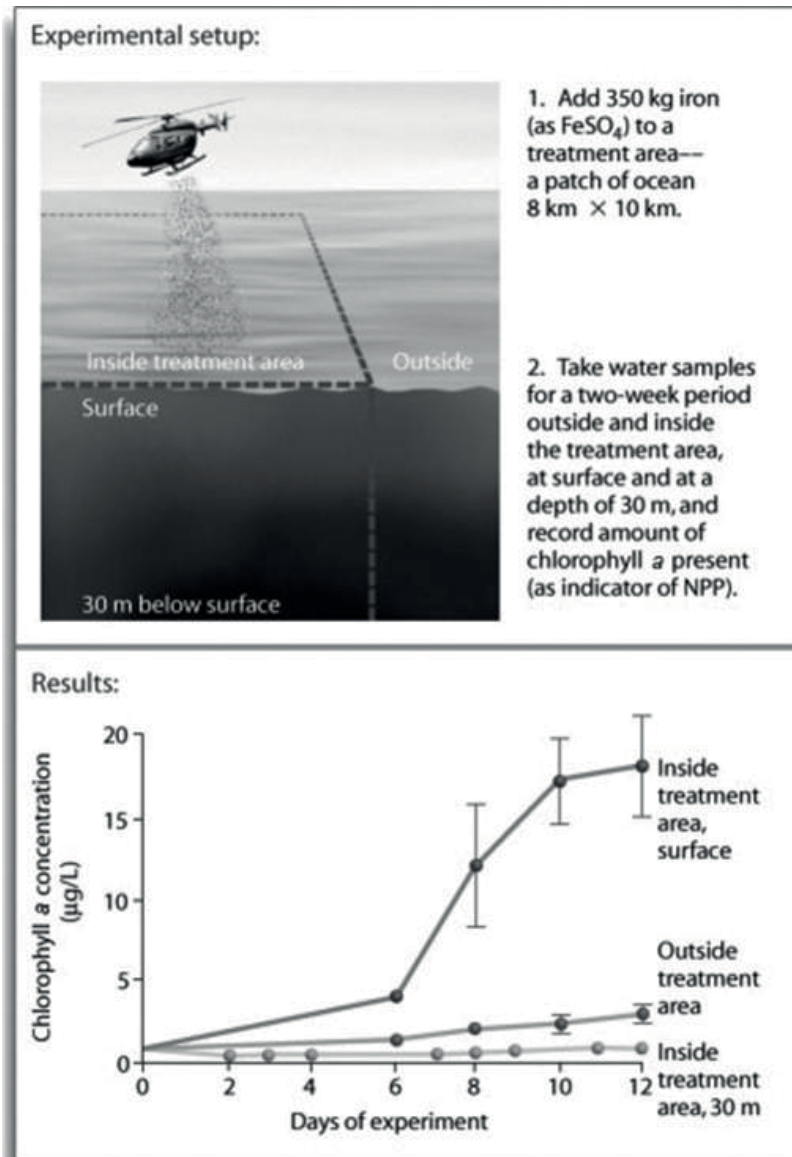 Experimental setup:
1. Add 350 kg iron
(as FeSO₄) to a
treatment area--
a patch of ocean
8 km × 10 km.
Inside treatment area
Outside
Surface
30 m below surface
2. Take water samples
for a two-week period
outside and inside
the treatment area,
at surface and at a
depth of 30 m, and
record amount of
chlorophyll a present
(as indicator of NPP).
Results:
Chlorophyll a concentration
(µg/L)
20
15
10
5
0
0 2 4 6 8 10 12
Days of experiment
Inside
treatment
area,
surface
Outside
treatment
area
Inside
treatment
area, 30 m